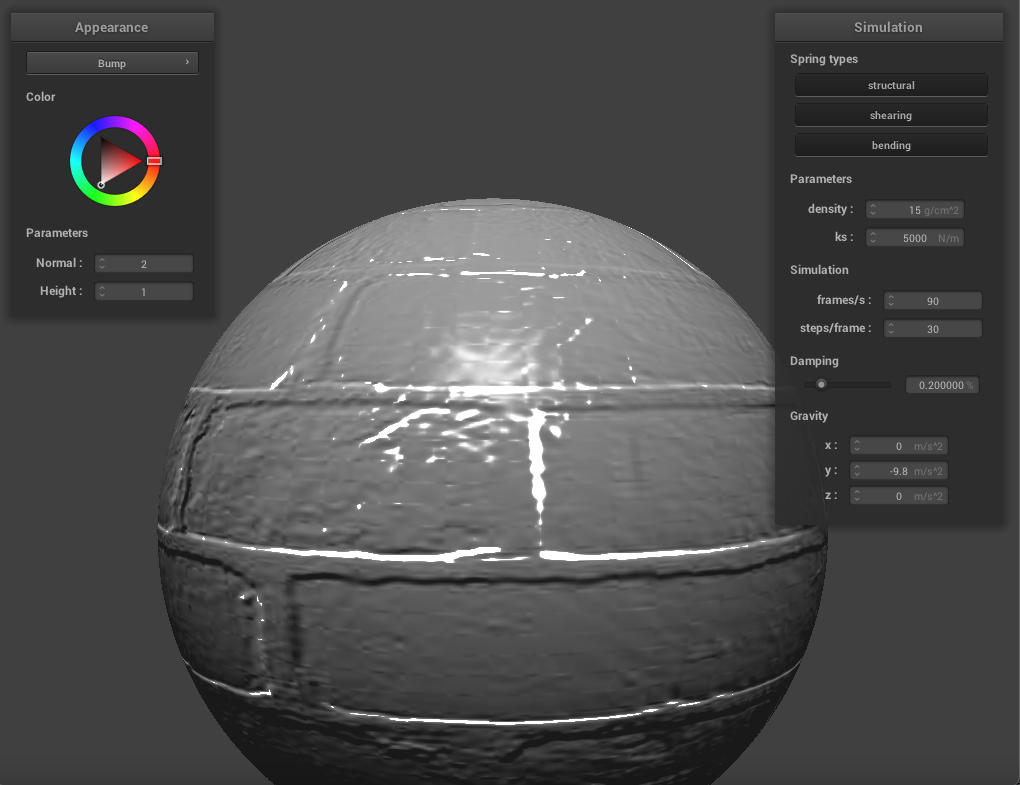 Appearance
Bump
Color
Parameters
Normal : 2
Height : 1
Simulation
Spring types
structural
shearing
bending
Parameters
density : 15 g/cm^2
ks : 5000 N/m
Simulation
frames/s : 90
steps/frame : 30
Damping
0.200000 %
Gravity
x : 0 m/s^2
y : -9.8 m/s^2
z : 0 m/s^2